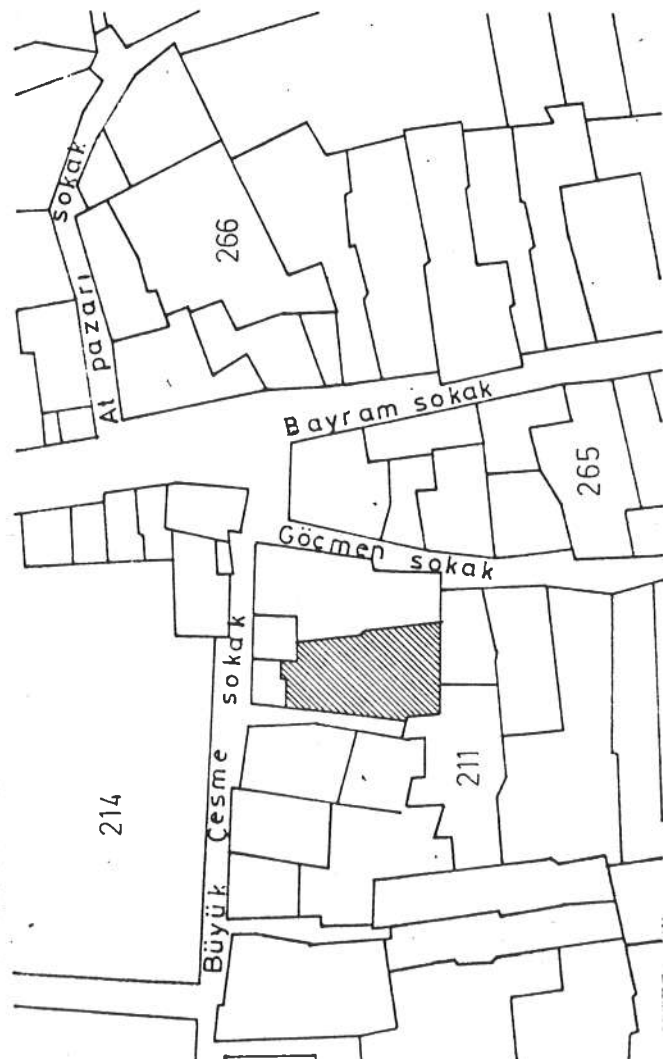 At pazarı sokak
266
Bayram sokak
265
Göçmen sokak
Büyük Çeşme sokak
214
211